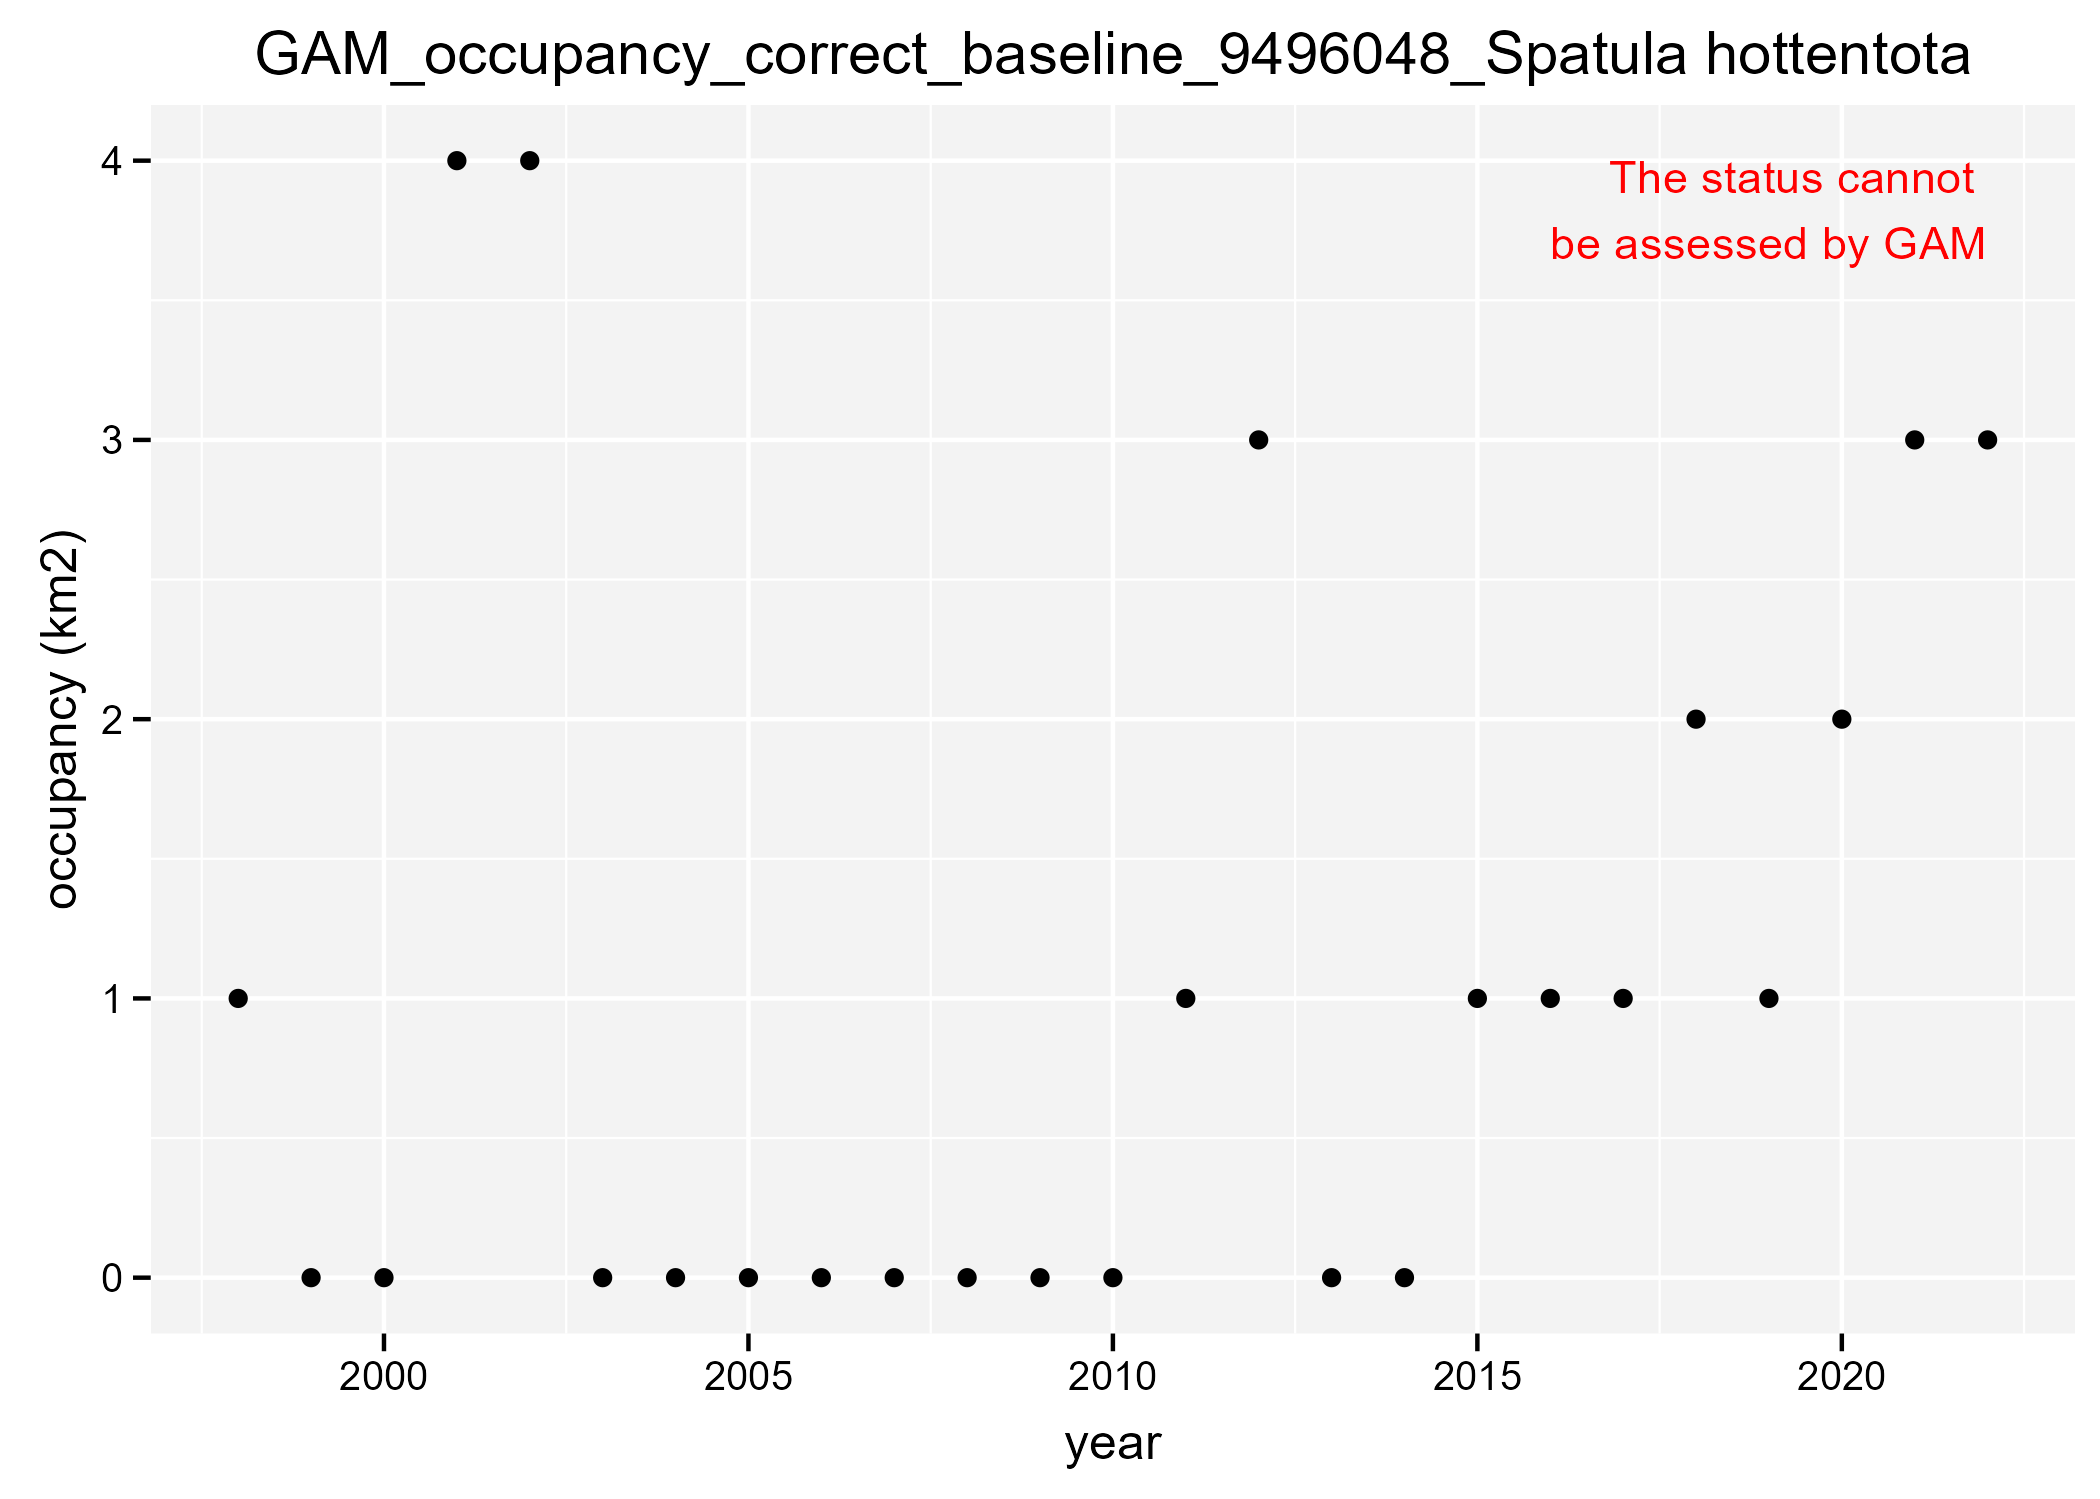 GAM_occupancy_correct_baseline_9496048_Spatula hottentota
The status cannot
be assessed by GAM
4
3
2
1
0
occupancy (km2)
2000
2005
2010
2015
2020
year